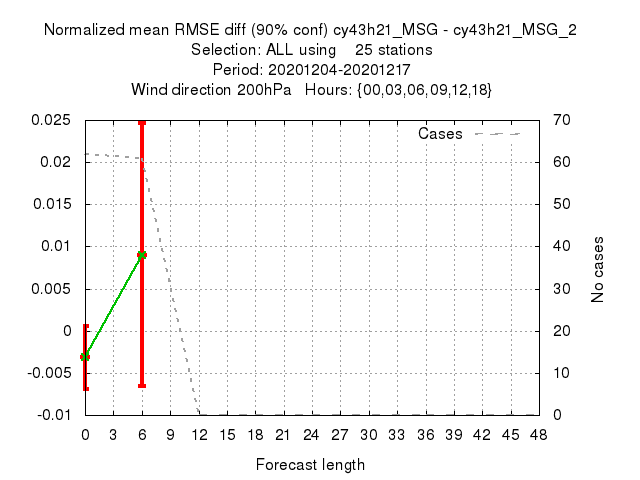 Normalized mean RMSE diff (90% conf) cy43h21_MSG - cy43h21_MSG_2
Selection: ALL using    25 stations
Period: 20201204-20201217
Wind direction 200hPa   Hours: {00,03,06,09,12,18}
0.025
0.02
0.015
0.01
0.005
0
-0.005
-0.01
Cases
70
60
50
40
30
20
10
0
No cases
0 3 6 9 12 15 18 21 24 27 30 33 36 39 42 45 48
Forecast length